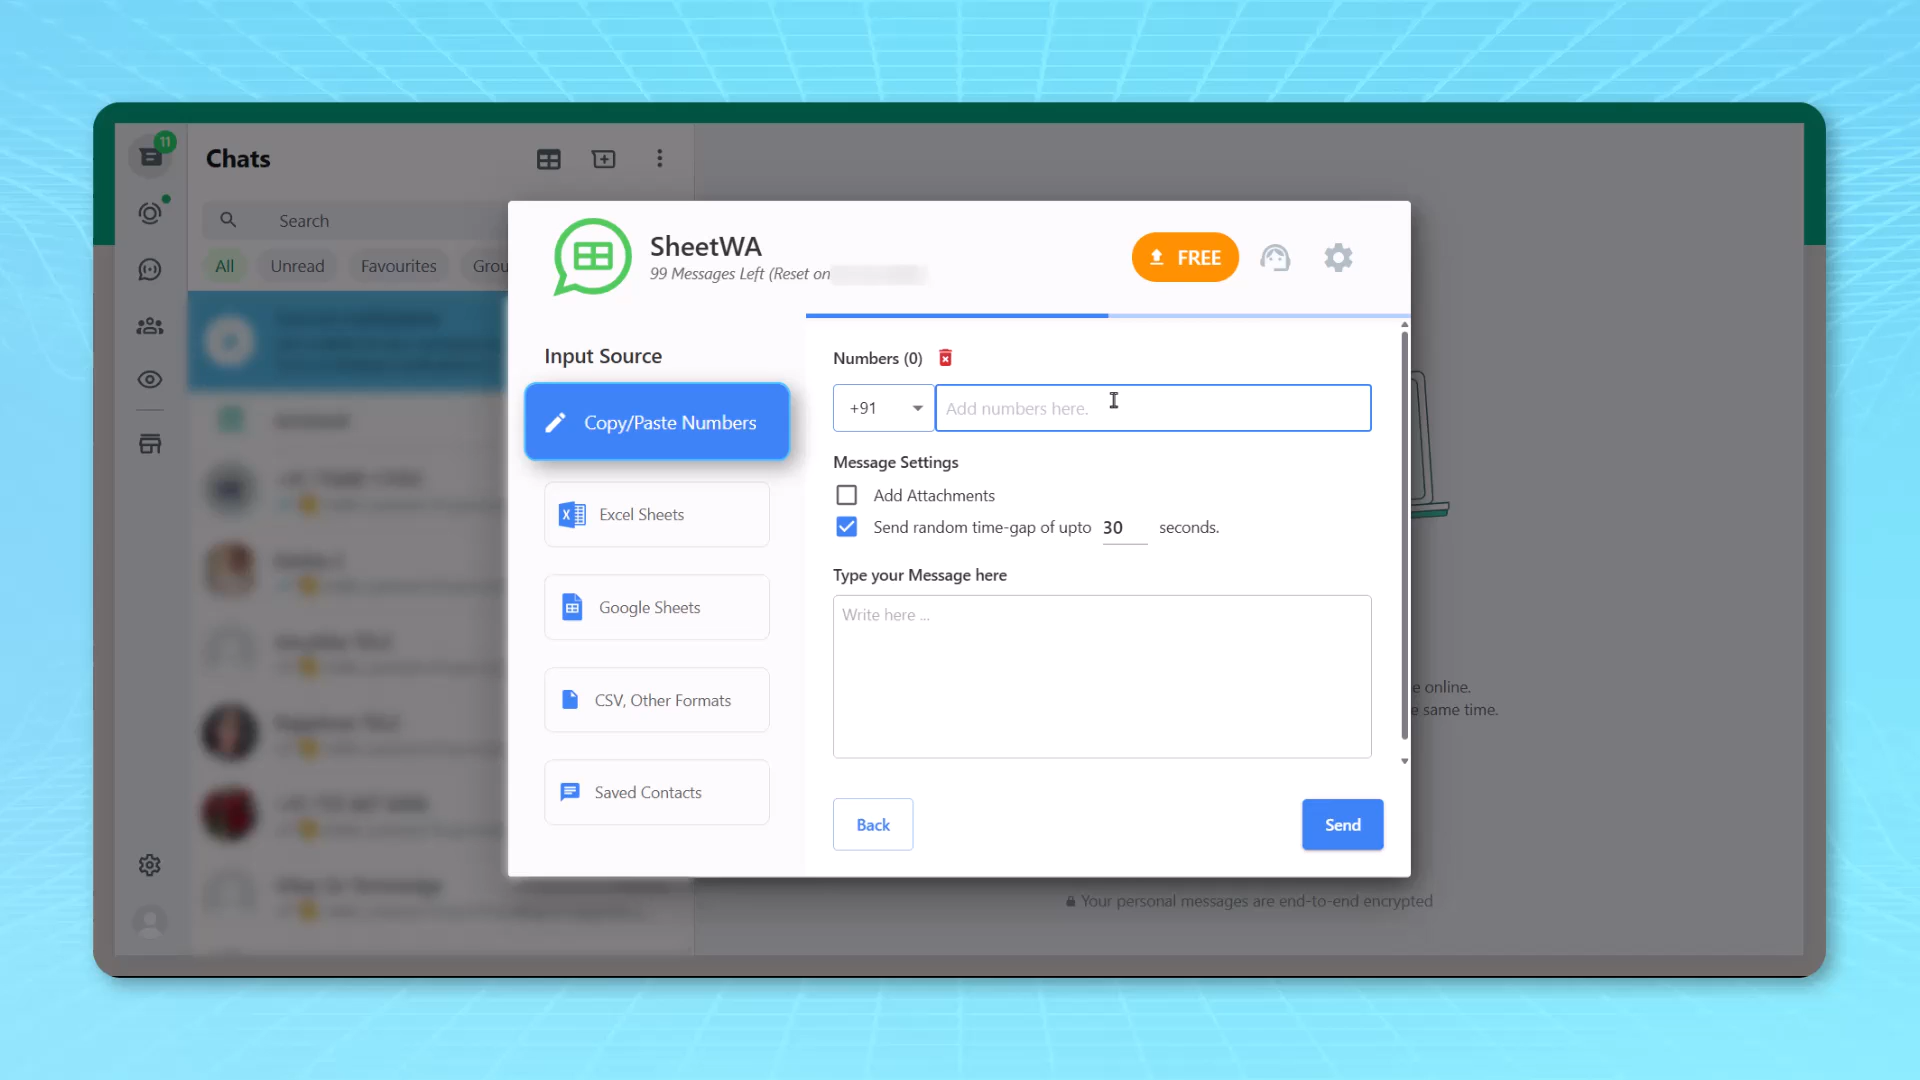 11
Chats
Search
All
Unread
Favourites
Grou
SheetWA
99 Messages Left (Reset on
FREE
Input Source
Copy/Paste Numbers
Excel Sheets
Google Sheets
CSV, Other Formats
Saved Contacts
Numbers (0)
+91
Add numbers here.
Message Settings
Add Attachments
Send random time-gap of upto 30 seconds.
Type your Message here
Write here ...
Back
Send
e online.
e same time.
Your personal messages are end-to-end encrypted